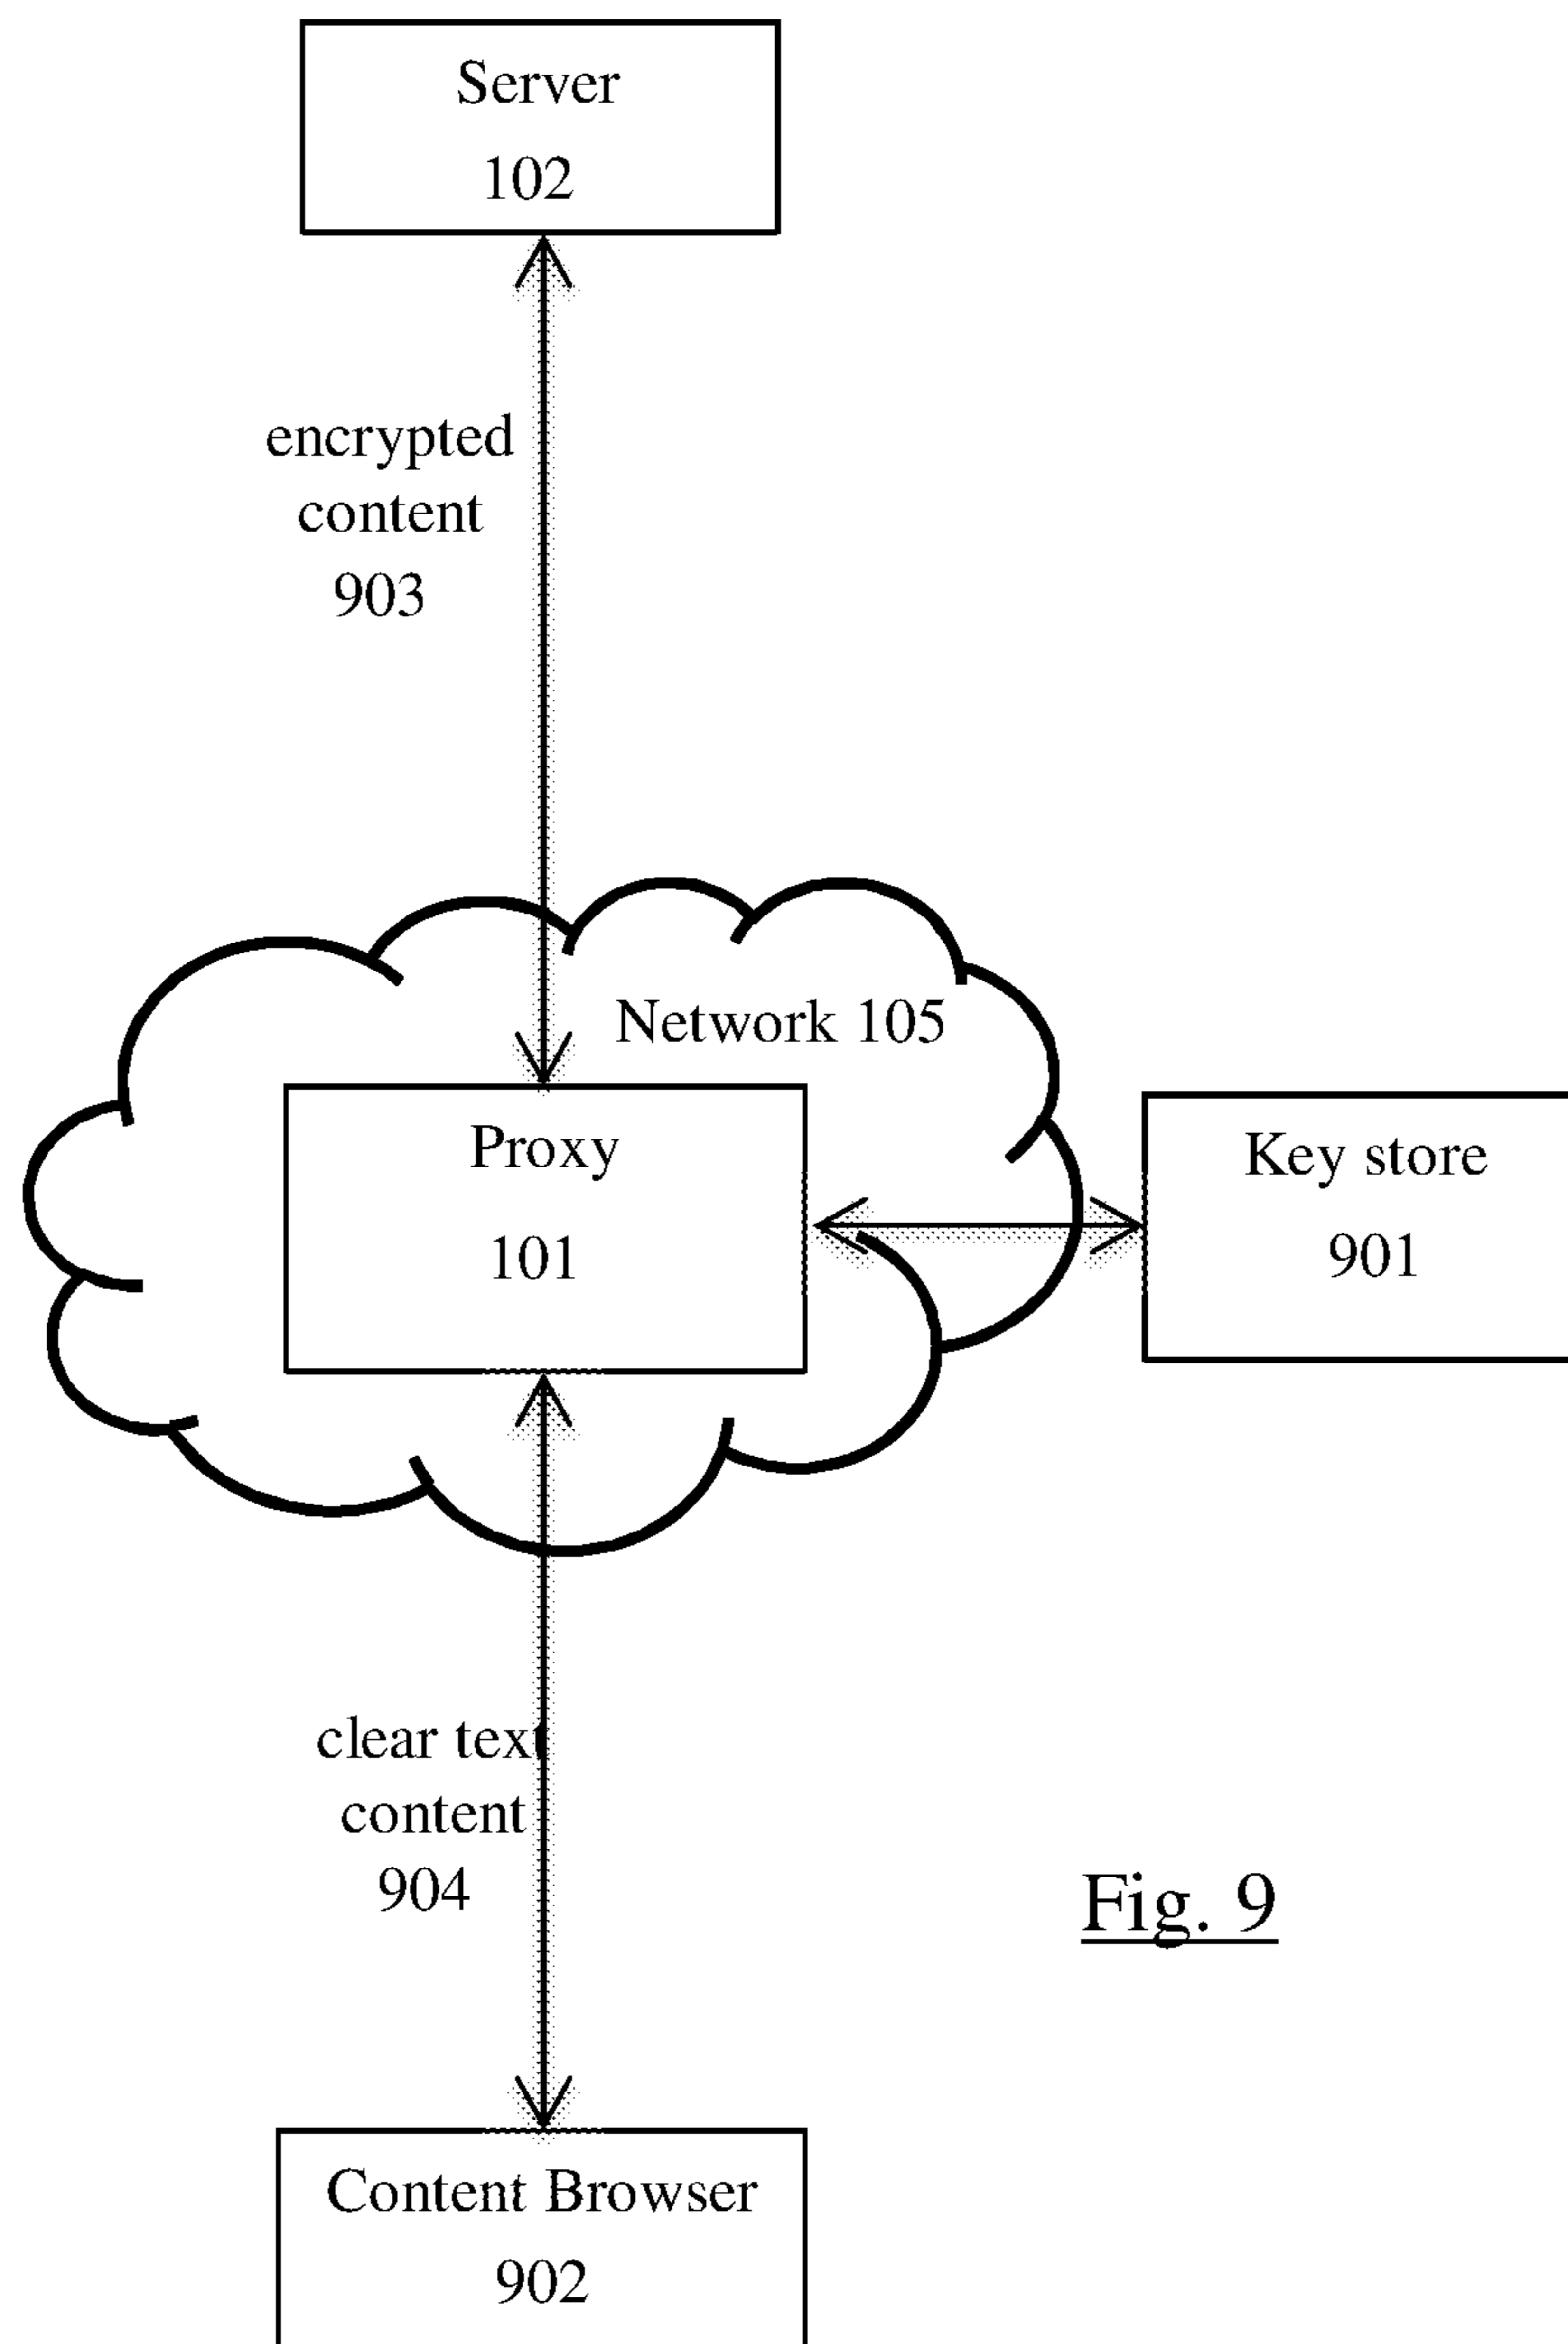 Server
102
encrypted
content
903
Network 105
Proxy
101
Key store
901
clear text
content
904
Fig. 9
Content Browser
902